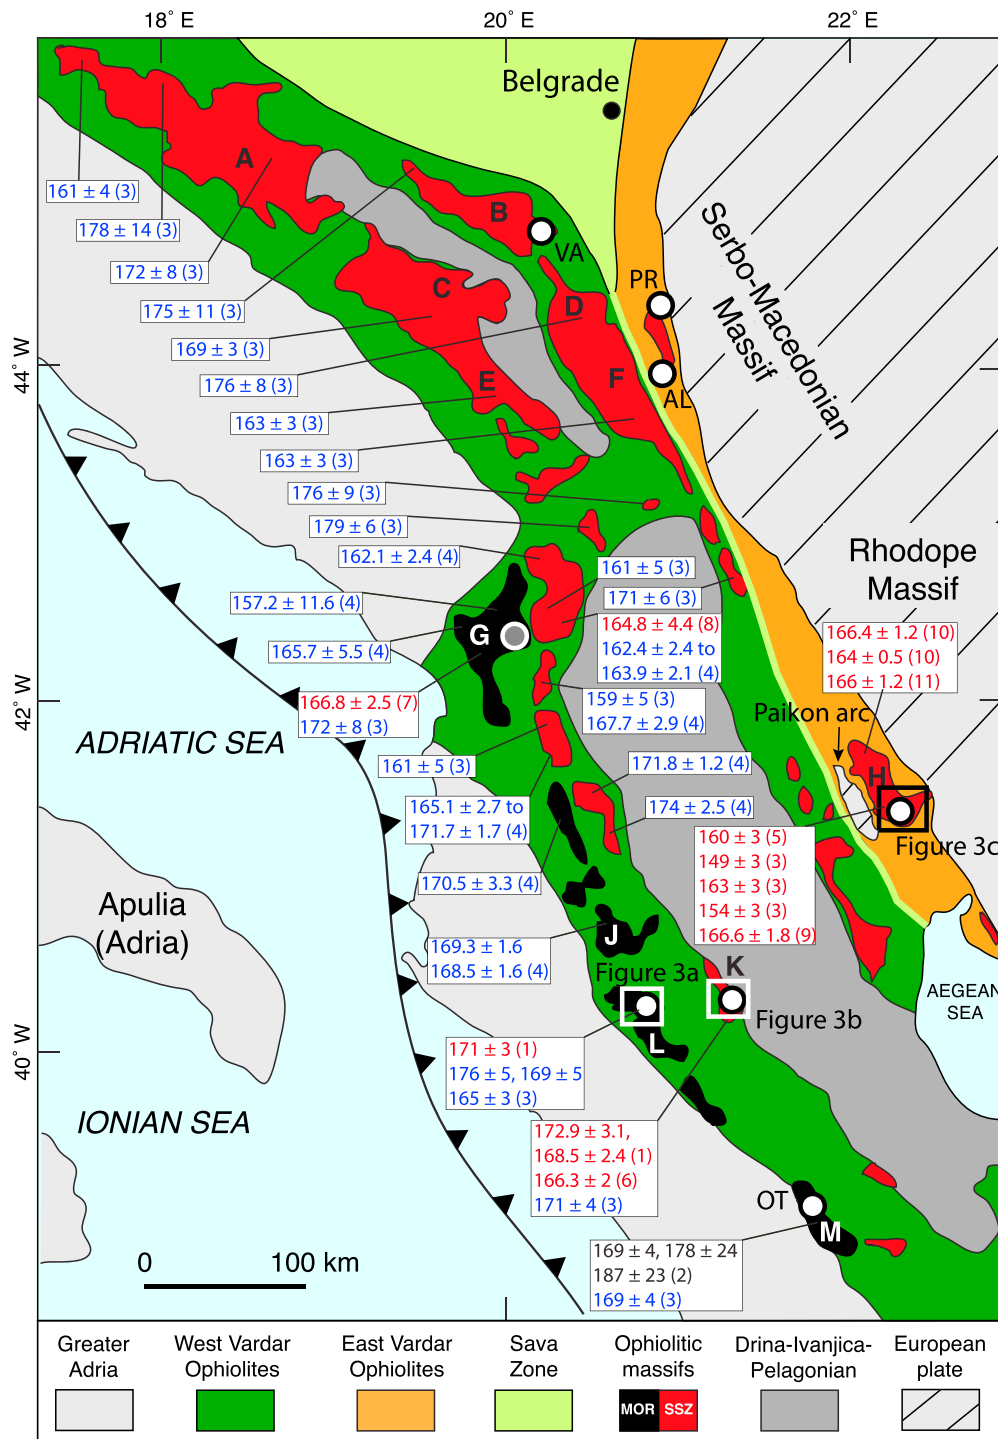 18° E
20° E
22° E
Belgrade
A
161 ± 4 (3)
B
178 ± 14 (3)
VA
Serbo-Macedonian
Massif
172 ± 8 (3)
PR
C
D
175 ± 11 (3)
169 ± 3 (3)
44° W
176 ± 8 (3)
E
F
AL
163 ± 3 (3)
163 ± 3 (3)
176 ± 9 (3)
179 ± 6 (3)
162.1 ± 2.4 (4)
Rhodope
Massif
161 ± 5 (3)
171 ± 6 (3)
157.2 ± 11.6 (4)
164.8 ± 4.4 (8)
162.4 ± 2.4 to
163.9 ± 2.1 (4)
166.4 ± 1.2 (10)
164 ± 0.5 (10)
166 ± 1.2 (11)
G
165.7 ± 5.5 (4)
42° W
166.8 ± 2.5 (7)
172 ± 8 (3)
159 ± 5 (3)
167.7 ± 2.9 (4)
Paikon arc
ADRIATIC SEA
161 ± 5 (3)
171.8 ± 1.2 (4)
H
165.1 ± 2.7 to
171.7 ± 1.7 (4)
174 ± 2.5 (4)
Figure 3c
160 ± 3 (5)
149 ± 3 (3)
163 ± 3 (3)
154 ± 3 (3)
166.6 ± 1.8 (9)
170.5 ± 3.3 (4)
Apulia
(Adria)
J
169.3 ± 1.6
168.5 ± 1.6 (4)
Figure 3a
K
AEGEAN
SEA
Figure 3b
40° W
L
171 ± 3 (1)
176 ± 5, 169 ± 5
165 ± 3 (3)
IONIAN SEA
172.9 ± 3.1,
168.5 ± 2.4 (1)
166.3 ± 2 (6)
171 ± 4 (3)
OT
M
169 ± 4, 178 ± 24
187 ± 23 (2)
169 ± 4 (3)
0 100 km
Greater
Adria
West Vardar
Ophiolites
East Vardar
Ophiolites
Sava
Zone
Ophiolitic
massifs
MOR SSZ
Drina-Ivanjica-
Pelagonian
European
plate